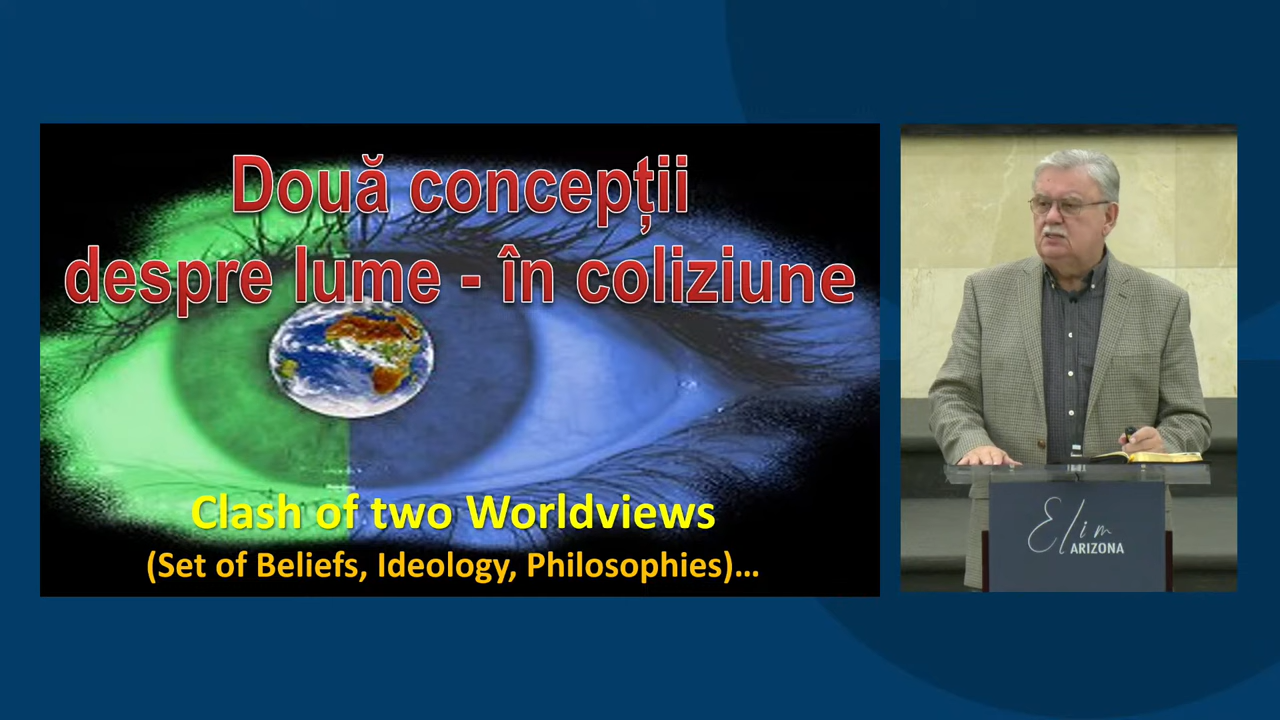 Două concepții
despre lume - în coliziune
Clash of two Worldviews
(Set of Beliefs, Ideology, Philosophies)...
Elim
ARIZONA